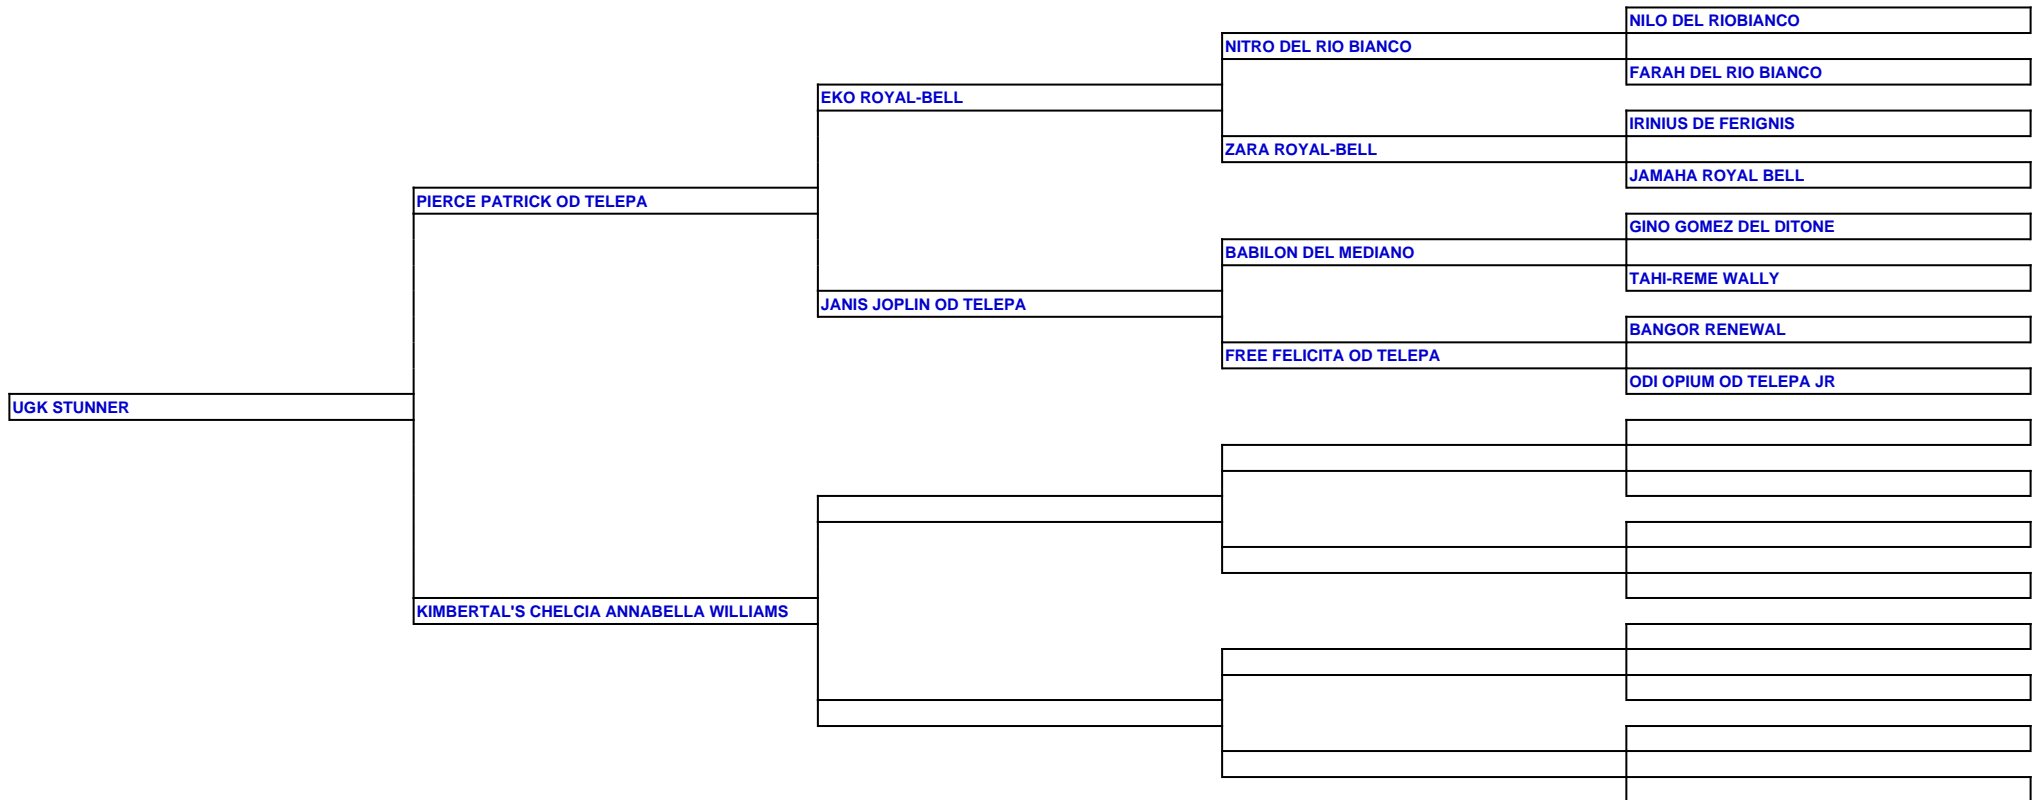 NILO DEL RIOBIANCO
NITRO DEL RIO BIANCO
FARAH DEL RIO BIANCO
EKO ROYAL-BELL
IRINIUS DE FERIGNIS
ZARA ROYAL-BELL
JAMAHA ROYAL BELL
PIERCE PATRICK OD TELEPA
GINO GOMEZ DEL DITONE
BABILON DEL MEDIANO
TAHI-REME WALLY
JANIS JOPLIN OD TELEPA
BANGOR RENEWAL
FREE FELICITA OD TELEPA
ODI OPIUM OD TELEPA JR
UGK STUNNER
KIMBERTAL'S CHELCIA ANNABELLA WILLIAMS